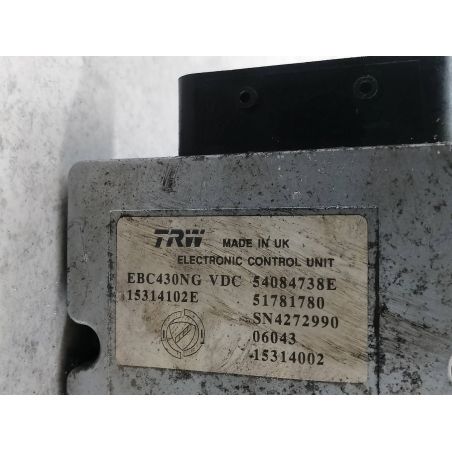 TRW MADE IN UK
ELECTRONIC CONTROL UNIT
EBC430NG VDC 54084738E
15314102E 51781780
SN4272990
06043
15314002